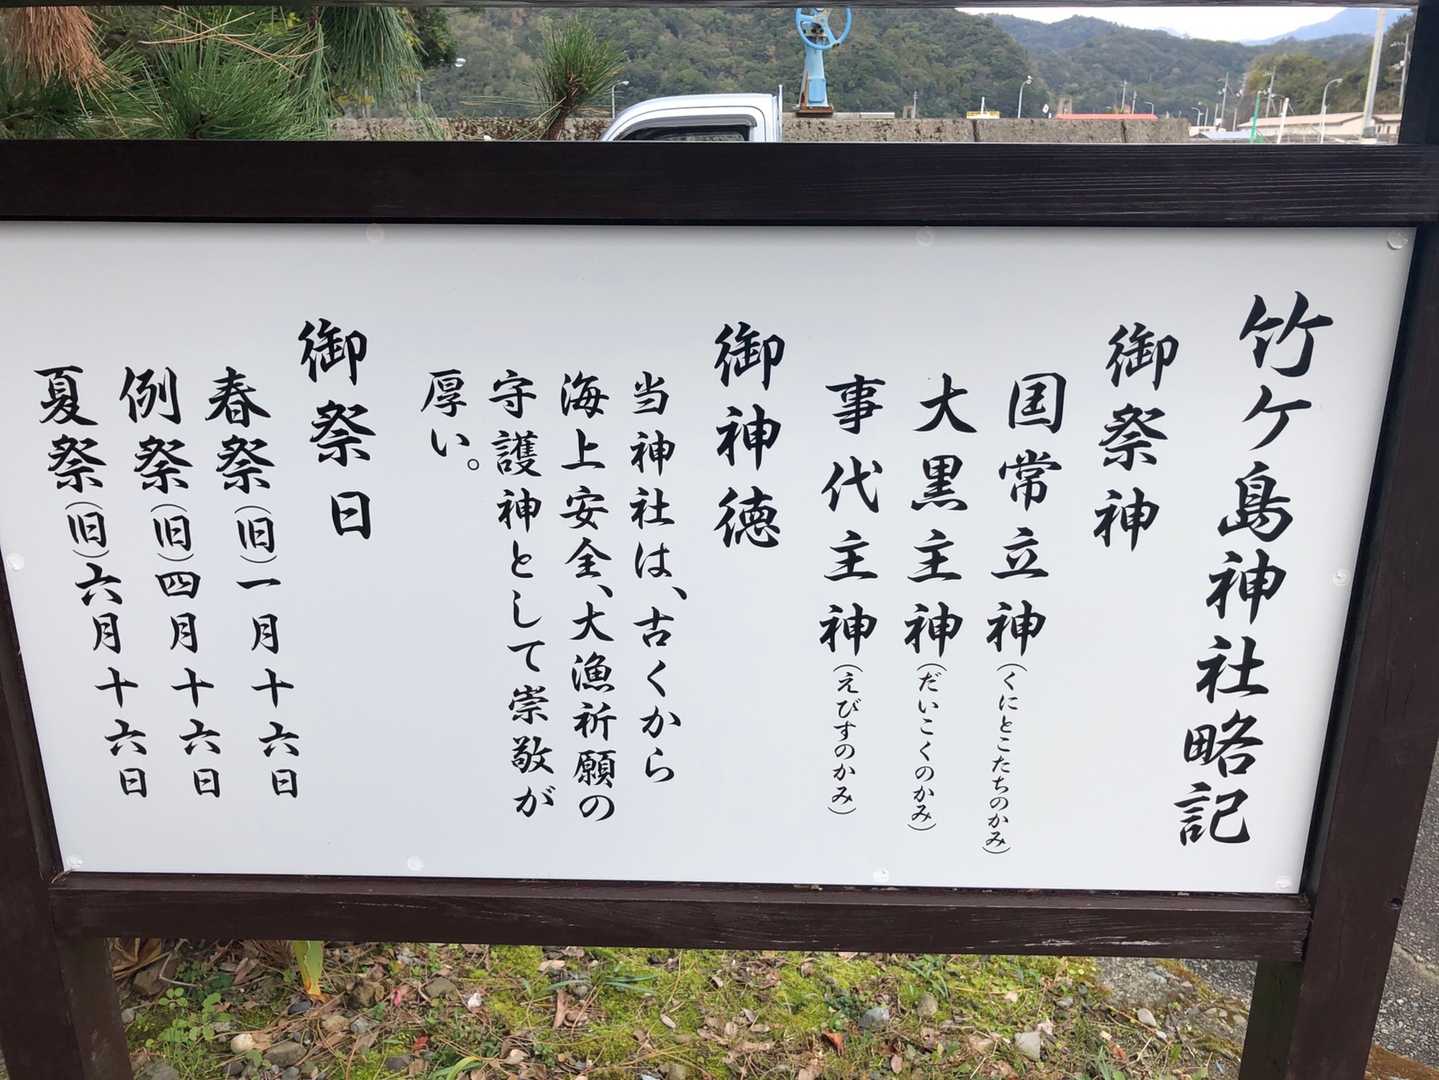 竹ケ島神社略記
御祭神
国常立神(くにとこたちのかみ)
大黒主神(だいこくのかみ)
事代主神(えびすのかみ)
御神徳
当神社は、古くから
海上安全、大漁祈願の
守護神として崇敬が
厚い。
御祭日
春祭(旧)一月十六日
例祭(旧)四月十六日
夏祭(旧)六月十六日